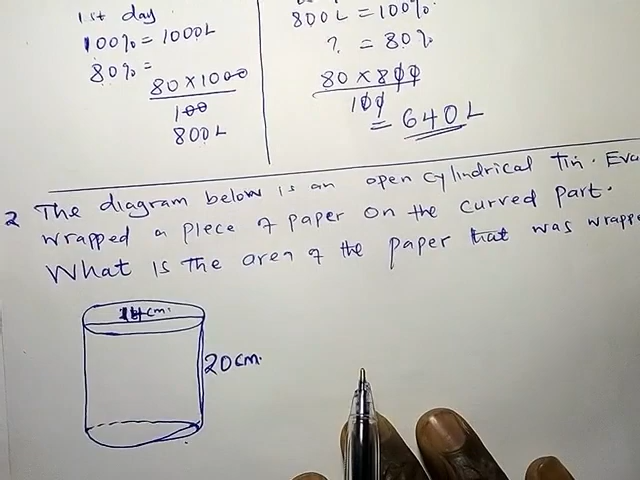 1st day
100% = 1000L
80% =
80 x 1000
100
800L
800L = 100%
? = 80%
80 x 800
100
= 640L
2 The diagram below is an open cylindrical tin. Eva
wrapped a piece of paper on the curved part.
What is the area of the paper that was wrappe
14cm.
20cm.